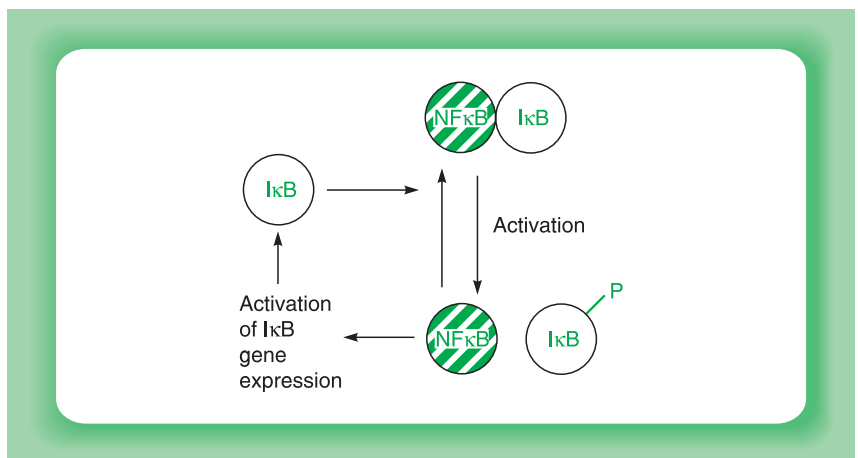 NFκB IκB
IκB
Activation
P
Activation
of IκB
gene
expression
NFκB IκB